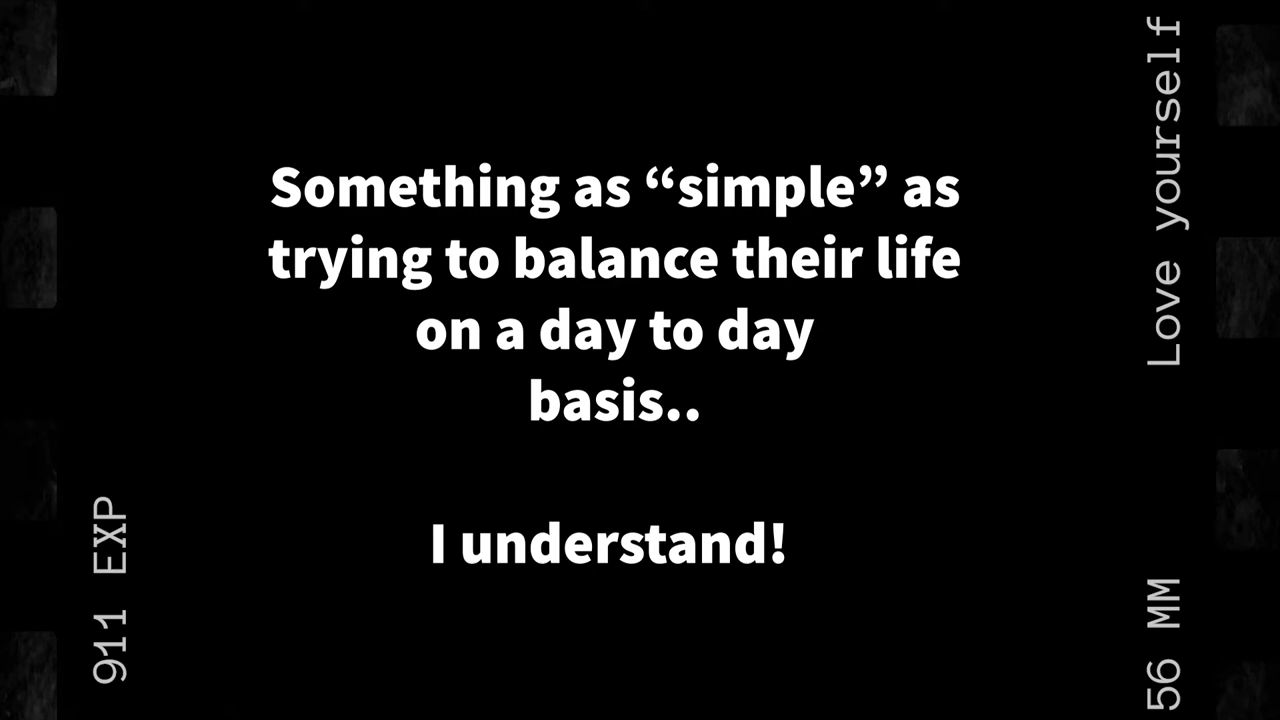 Something as “simple” as
trying to balance their life
on a day to day
basis..
I understand!
911 EXP
Love yourself
56 MM